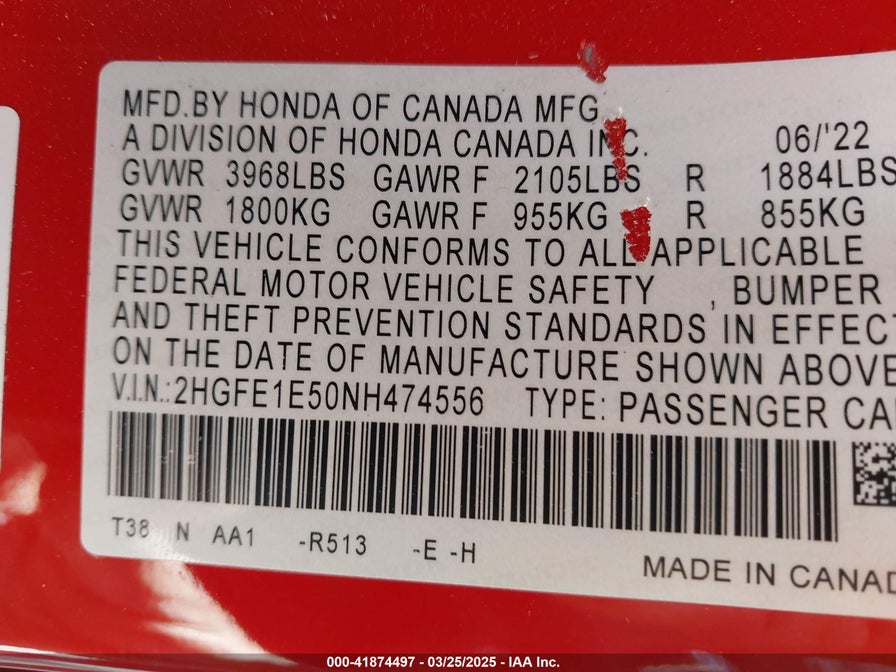 MFD.BY HONDA OF CANADA MFG.
A DIVISION OF HONDA CANADA INC. 06/'22
GVWR 3968LBS GAWR F 2105LBS R 1884LBS
GVWR 1800KG GAWR F 955KG R 855KG
THIS VEHICLE CONFORMS TO ALL APPLICABLE
FEDERAL MOTOR VEHICLE SAFETY , BUMPER
AND THEFT PREVENTION STANDARDS IN EFFECT
ON THE DATE OF MANUFACTURE SHOWN ABOVE
V.I.N.:2HGFE1E50NH474556 TYPE: PASSENGER CA
T38 N AA1 -R513 -E -H
MADE IN CANAD
000-41874497 - 03/25/2025 - IAA Inc.